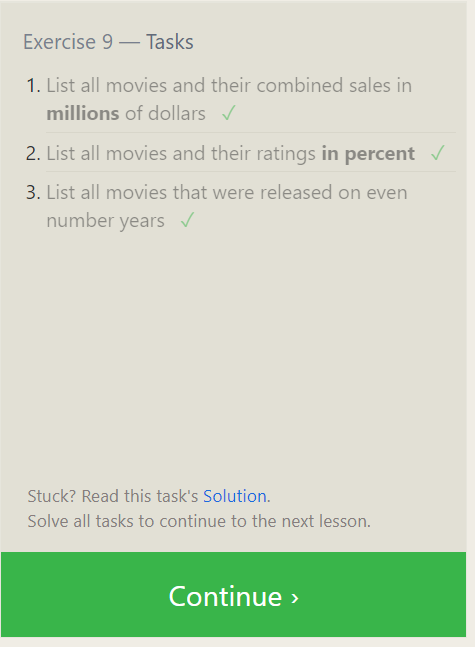 Exercise 9 — Tasks
1. List all movies and their combined sales in
millions of dollars ✓
2. List all movies and their ratings in percent ✓
3. List all movies that were released on even
number years ✓
Stuck? Read this task's Solution.
Solve all tasks to continue to the next lesson.
Continue ›